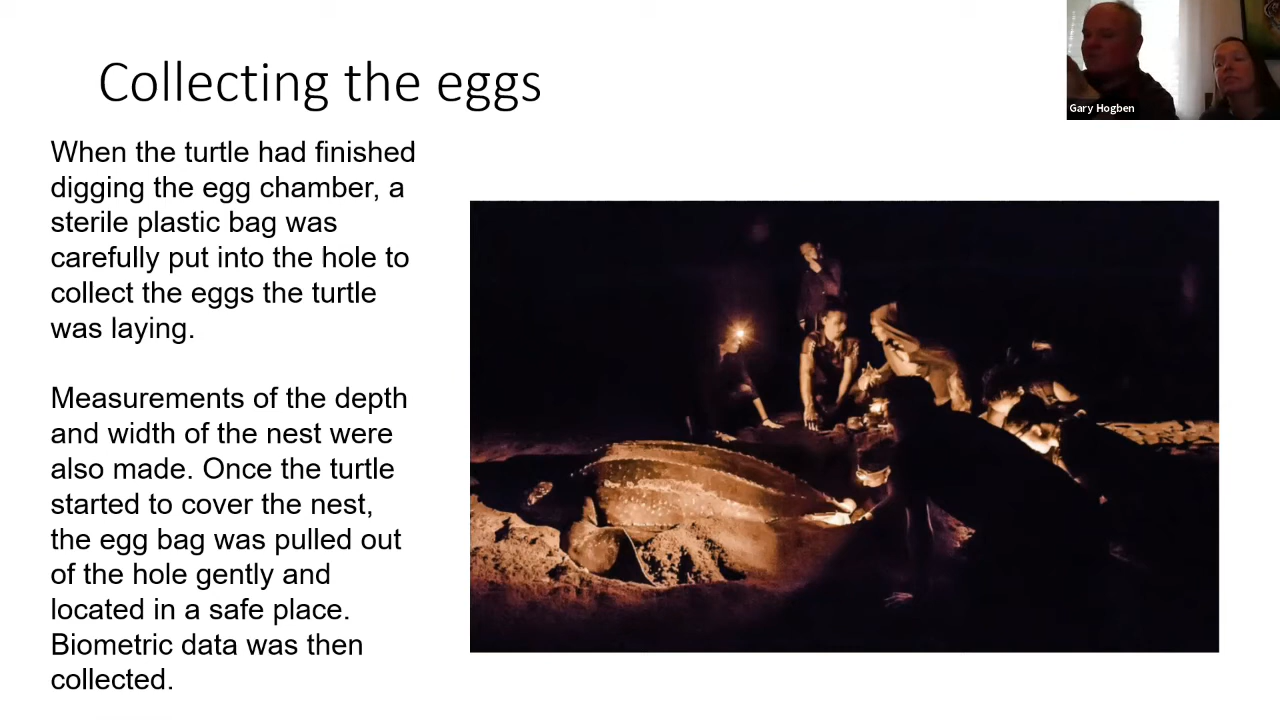 Collecting the eggs
Gary Hogben
When the turtle had finished
digging the egg chamber, a
sterile plastic bag was
carefully put into the hole to
collect the eggs the turtle
was laying.
Measurements of the depth
and width of the nest were
also made. Once the turtle
started to cover the nest,
the egg bag was pulled out
of the hole gently and
located in a safe place.
Biometric data was then
collected.